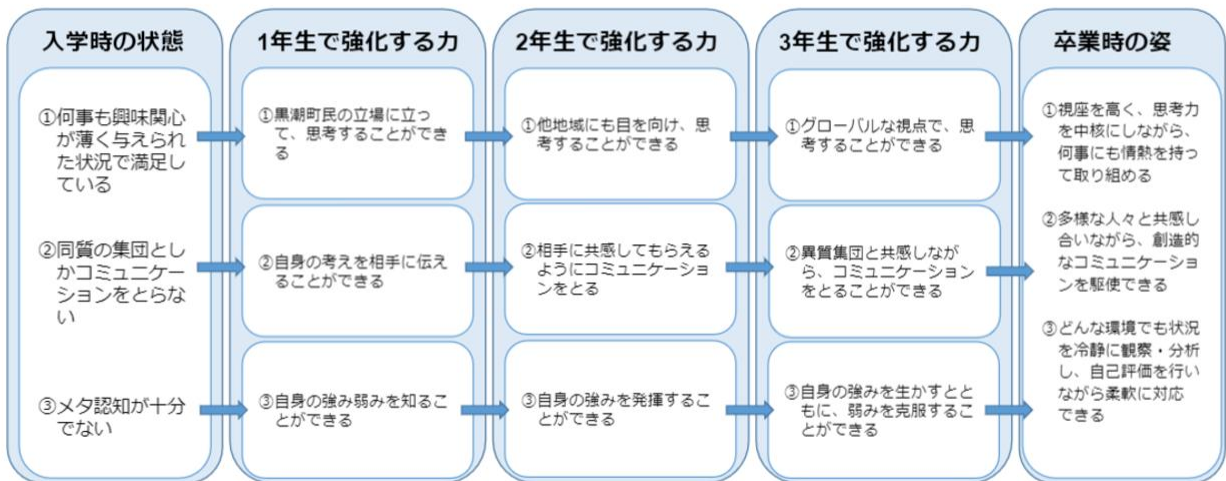 入学時の状態
①何事も興味関心
が薄く与えられ
た状況で満足し
ている
②同質の集団とし
かコミュニケー
ションをとらな
い
③メタ認知が十分
でない
1年生で強化する力
①黒潮町民の立場に立っ
て、思考することができ
る
②自身の考えを相手に伝え
ることができる
③自身の強み弱みを知るこ
とができる
2年生で強化する力
①他地域にも目を向け、思
考することができる
②相手に共感してもらえる
ようにコミュニケーショ
ンをとる
③自身の強みを発揮するこ
とができる
3年生で強化する力
①グローバルな視点で、思
考することができる
②異質集団と共感しなが
ら、コミュニケーション
をとることができる
③自身の強みを生かすとと
もに、弱みを克服するこ
とができる
卒業時の姿
①視座を高く、思考力
を中核にしながら、
何事にも情熱を持っ
て取り組める
②多様な人々と共感し
合いながら、創造的
なコミュニケーショ
ンを駆使できる
③どんな環境でも状況
を冷静に観察・分析
し、自己評価を行い
ながら柔軟に対応
できる